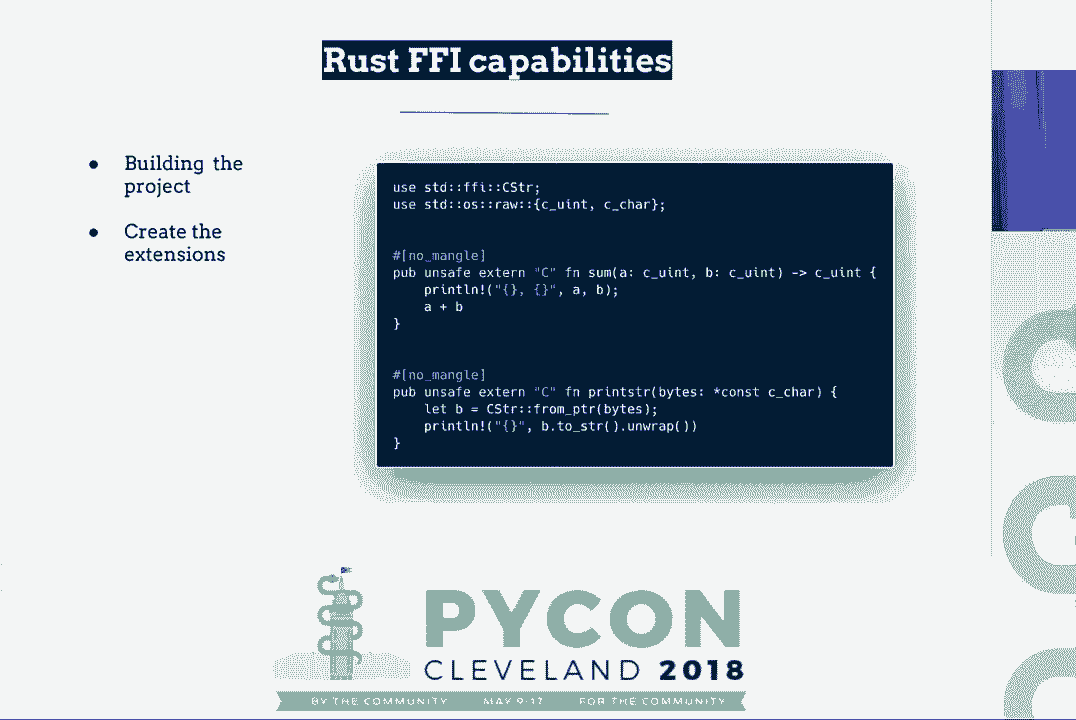 Rust FFI capabilities
● Building the
project
● Create the
extensions
use std::ffi::CStr;
use std::os::raw::{c_uint, c_char};
#[no_mangle]
pub unsafe extern "C" fn sum(a: c_uint, b: c_uint) -> c_uint {
    println!("{}, {}", a, b);
    a + b
}
#[no_mangle]
pub unsafe extern "C" fn printstr(bytes: *const c_char) {
    let b = CStr::from_ptr(bytes);
    println!("{}", b.to_str().unwrap())
}
PYCON
CLEVELAND 2018
BY THE COMMUNITY MAY 9-17 FOR THE COMMUNITY